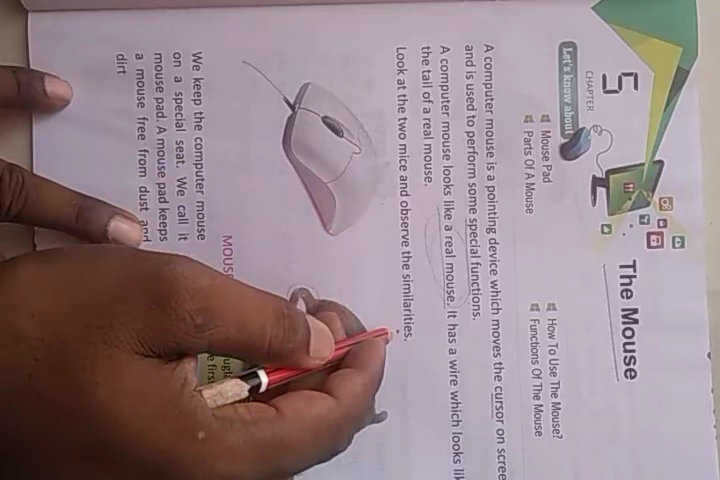 CHAPTER
5
The Mouse
Let's know about
Mouse Pad
How To Use The Mouse?
Parts Of A Mouse
Functions Of The Mouse
A computer mouse is a pointing device which moves the cursor on
and is used to perform some special functions.
A computer mouse looks like a real mouse. It has a wire which looks
the tail of a real mouse.
Look at the two mice and observe the similarities.
MOUSE
We keep the computer mouse
on a special seat. We call it
mouse pad. A mouse pad keeps
a mouse free from dust and
dirt